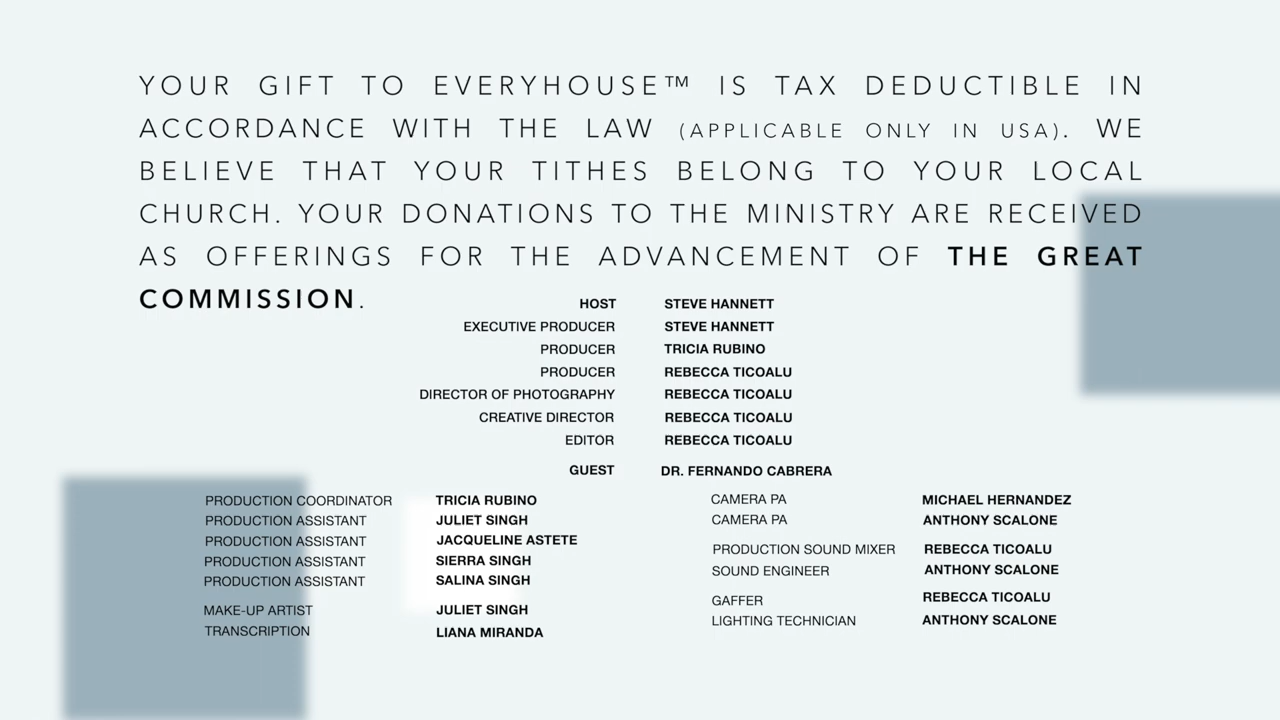 YOUR GIFT TO EVERYHOUSE™ IS TAX DEDUCTIBLE IN
ACCORDANCE WITH THE LAW (APPLICABLE ONLY IN USA). WE
BELIEVE THAT YOUR TITHES BELONG TO YOUR LOCAL
CHURCH. YOUR DONATIONS TO THE MINISTRY ARE RECEIVED
AS OFFERINGS FOR THE ADVANCEMENT OF THE GREAT
COMMISSION.
HOST STEVE HANNETT
EXECUTIVE PRODUCER STEVE HANNETT
PRODUCER TRICIA RUBINO
PRODUCER REBECCA TICOALU
DIRECTOR OF PHOTOGRAPHY REBECCA TICOALU
CREATIVE DIRECTOR REBECCA TICOALU
EDITOR REBECCA TICOALU
GUEST DR. FERNANDO CABRERA
PRODUCTION COORDINATOR TRICIA RUBINO
PRODUCTION ASSISTANT JULIET SINGH
PRODUCTION ASSISTANT JACQUELINE ASTETE
PRODUCTION ASSISTANT SIERRA SINGH
PRODUCTION ASSISTANT SALINA SINGH
MAKE-UP ARTIST JULIET SINGH
TRANSCRIPTION LIANA MIRANDA
CAMERA PA MICHAEL HERNANDEZ
CAMERA PA ANTHONY SCALONE
PRODUCTION SOUND MIXER REBECCA TICOALU
SOUND ENGINEER ANTHONY SCALONE
GAFFER REBECCA TICOALU
LIGHTING TECHNICIAN ANTHONY SCALONE